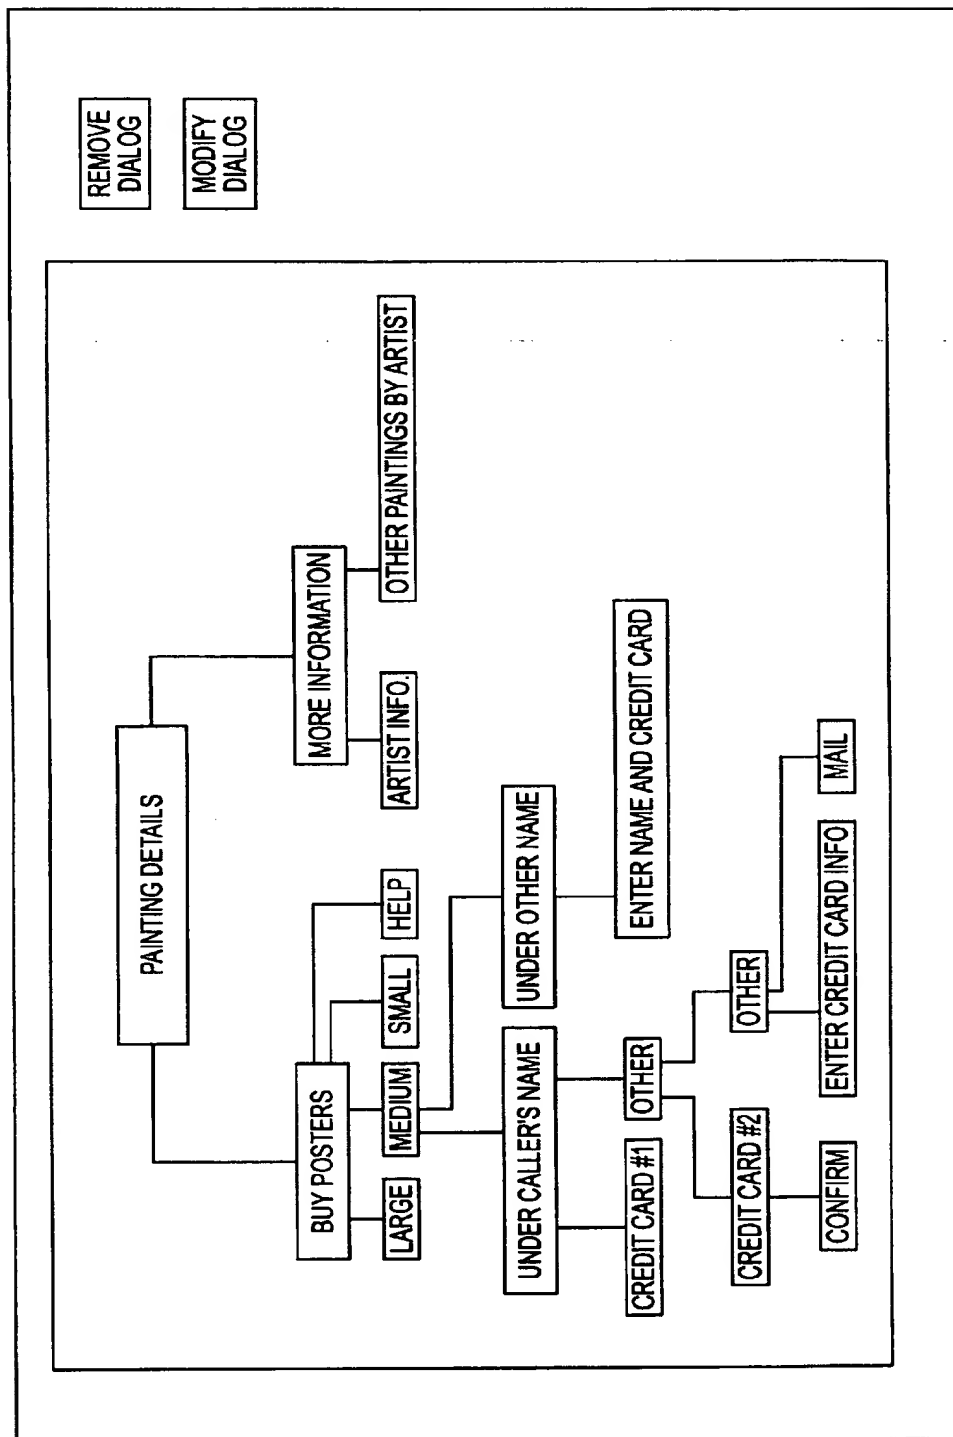 REMOVE
DIALOG
MODIFY
DIALOG
PAINTING DETAILS
BUY POSTERS
MORE INFORMATION
LARGE
MEDIUM
SMALL
HELP
ARTIST INFO.
OTHER PAINTINGS BY ARTIST
UNDER CALLER'S NAME
UNDER OTHER NAME
CREDIT CARD #1
OTHER
ENTER NAME AND CREDIT CARD
CREDIT CARD #2
OTHER
CONFIRM
ENTER CREDIT CARD INFO
MAIL